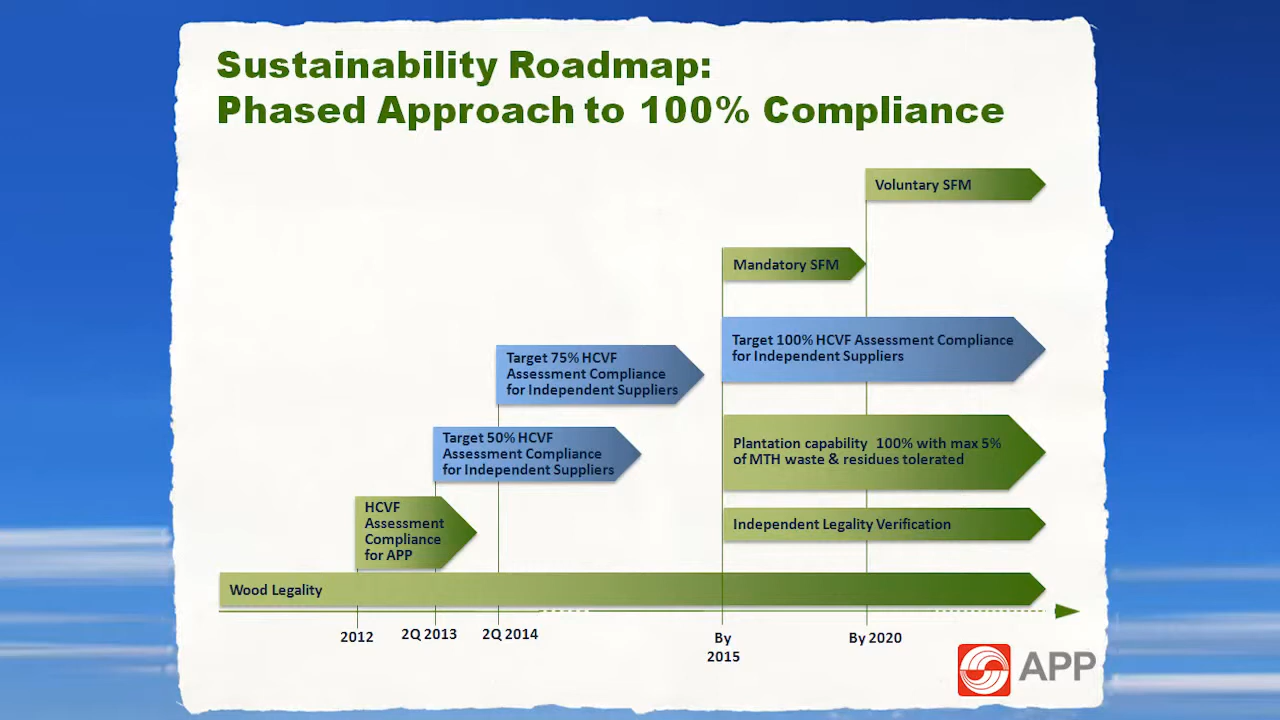 Sustainability Roadmap:
Phased Approach to 100% Compliance
Voluntary SFM
Mandatory SFM
Target 100% HCVF Assessment Compliance
for Independent Suppliers
Target 75% HCVF
Assessment Compliance
for Independent Suppliers
Plantation capability 100% with max 5%
of MTH waste & residues tolerated
Target 50% HCVF
Assessment Compliance
for Independent Suppliers
HCVF
Assessment
Compliance
for APP
Independent Legality Verification
Wood Legality
2012
2Q 2013
2Q 2014
By
2015
By 2020
APP